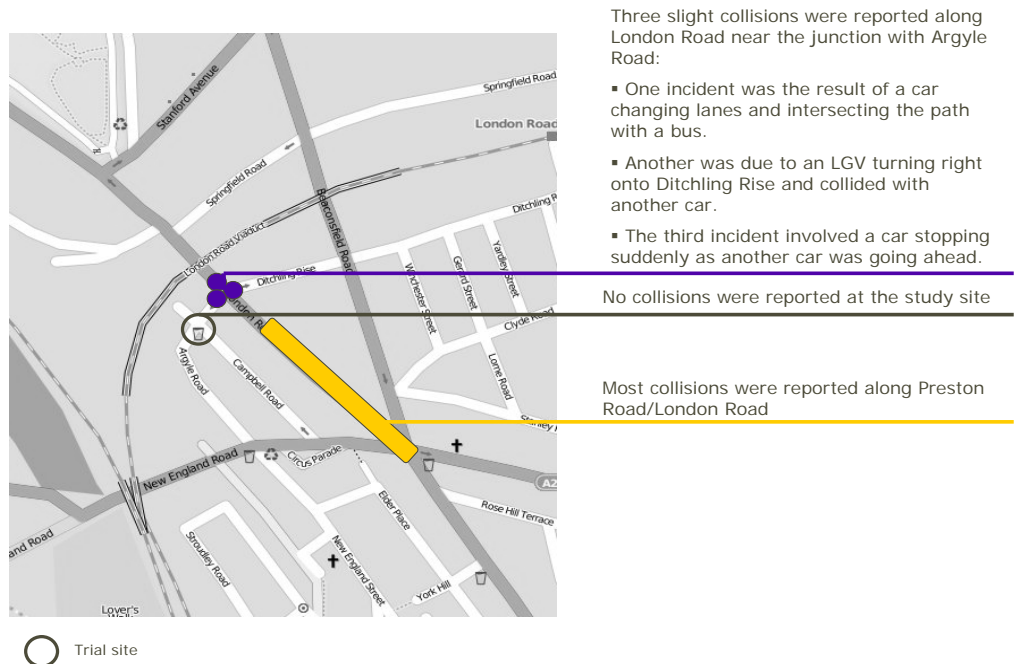 Three slight collisions were reported along
London Road near the junction with Argyle
Road:
▪ One incident was the result of a car
changing lanes and intersecting the path
with a bus.
▪ Another was due to an LGV turning right
onto Ditchling Rise and collided with
another car.
▪ The third incident involved a car stopping
suddenly as another car was going ahead.
No collisions were reported at the study site
Most collisions were reported along Preston
Road/London Road
Stanford Avenue
Springfield Road
London Road
Springfield Road
Beaconsfield Road
London Road Viaduct
Ditchling R
Ditchling Rise
Yardley Street
Gerard Street
Winchester Street
London R
Clyde Road
Argyle Road
Campbell Road
Lorne Road
Stanley R
Circus Parade
New England Road
A2
Elder Place
Rose Hill Terrace
and Road
Stroudley Road
New England Street
York Hill
Lover's
Trial site